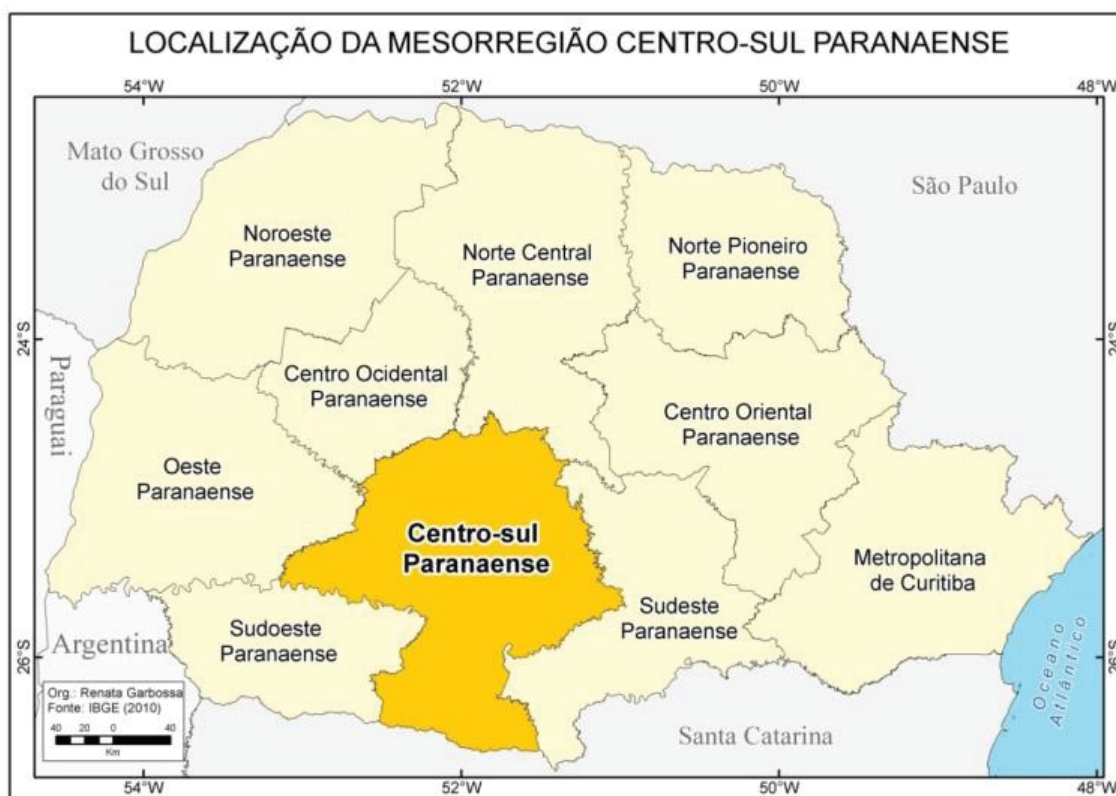 LOCALIZAÇÃO DA MESORREGIÃO CENTRO-SUL PARANAENSE
54°W
52°W
50°W
48°W
Mato Grosso
do Sul
São Paulo
Noroeste
Paranaense
Norte Central
Paranaense
Norte Pioneiro
Paranaense
24°S
24°S
Paraguai
Centro Ocidental
Paranaense
Centro Oriental
Paranaense
Oeste
Paranaense
Centro-sul
Paranaense
Metropolitana
de Curitiba
Sudeste
Paranaense
Sudoeste
Paranaense
Argentina
26°S
26°S
Oceano
Atlântico
Org.: Renata Garbossa
Fonte: IBGE (2010)
40 20 0 40
Km
Santa Catarina
54°W
52°W
50°W
48°W